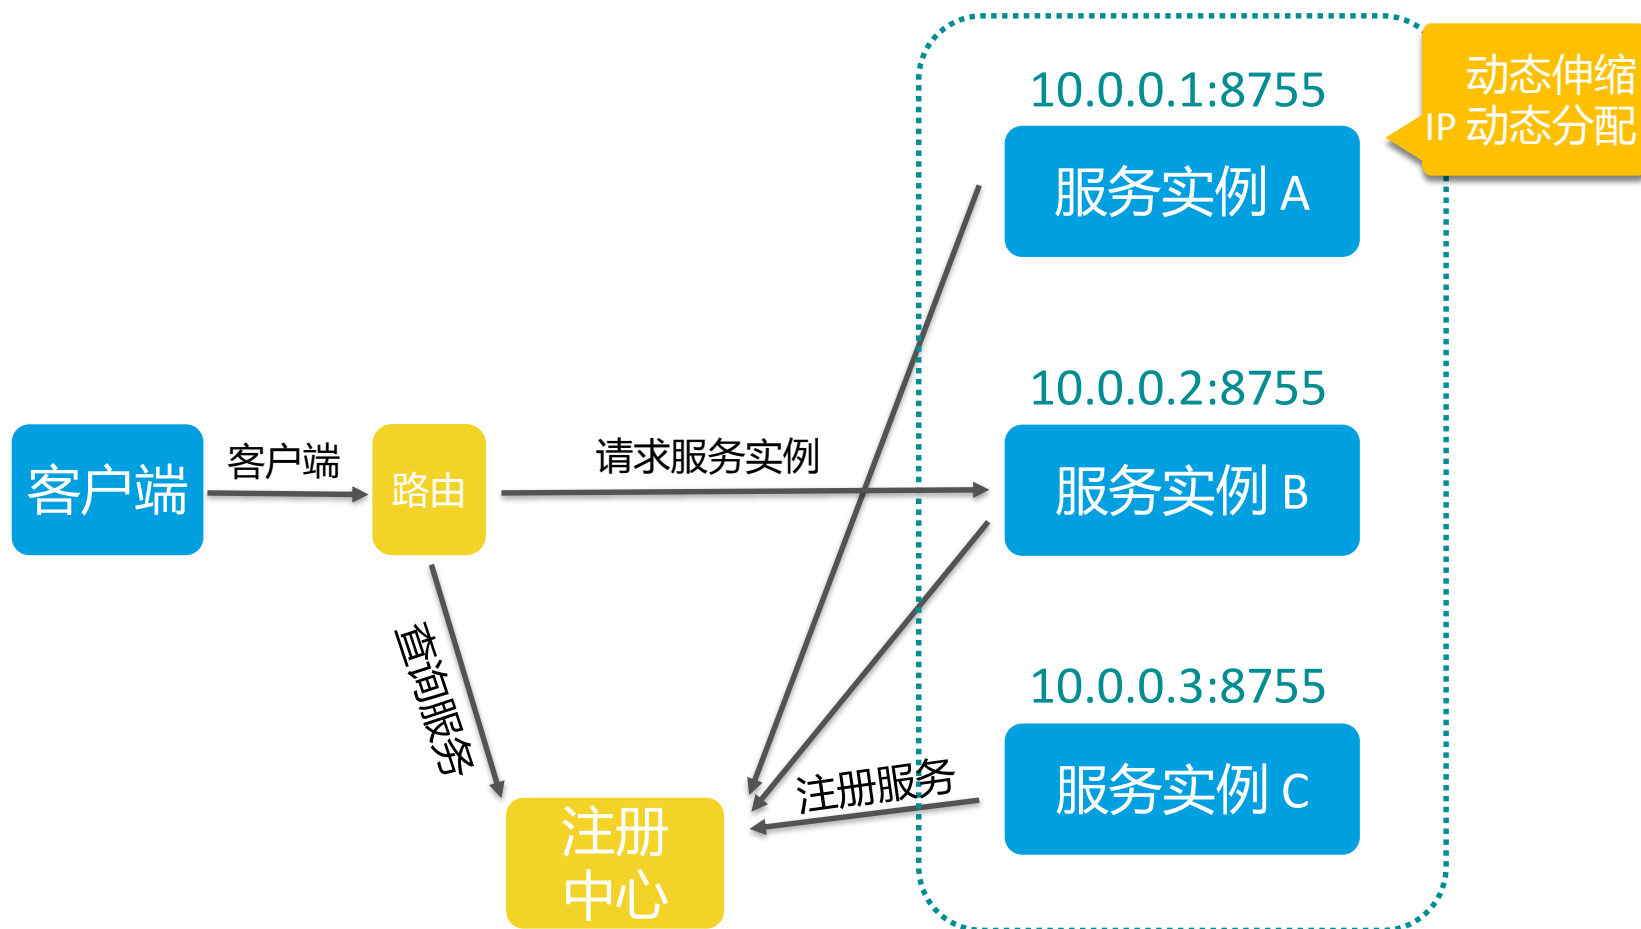 动态伸缩
IP 动态分配
10.0.0.1:8755
服务实例 A
10.0.0.2:8755
客户端
客户端
路由
请求服务实例
服务实例 B
查询服务
10.0.0.3:8755
注册服务
服务实例 C
注册
中心